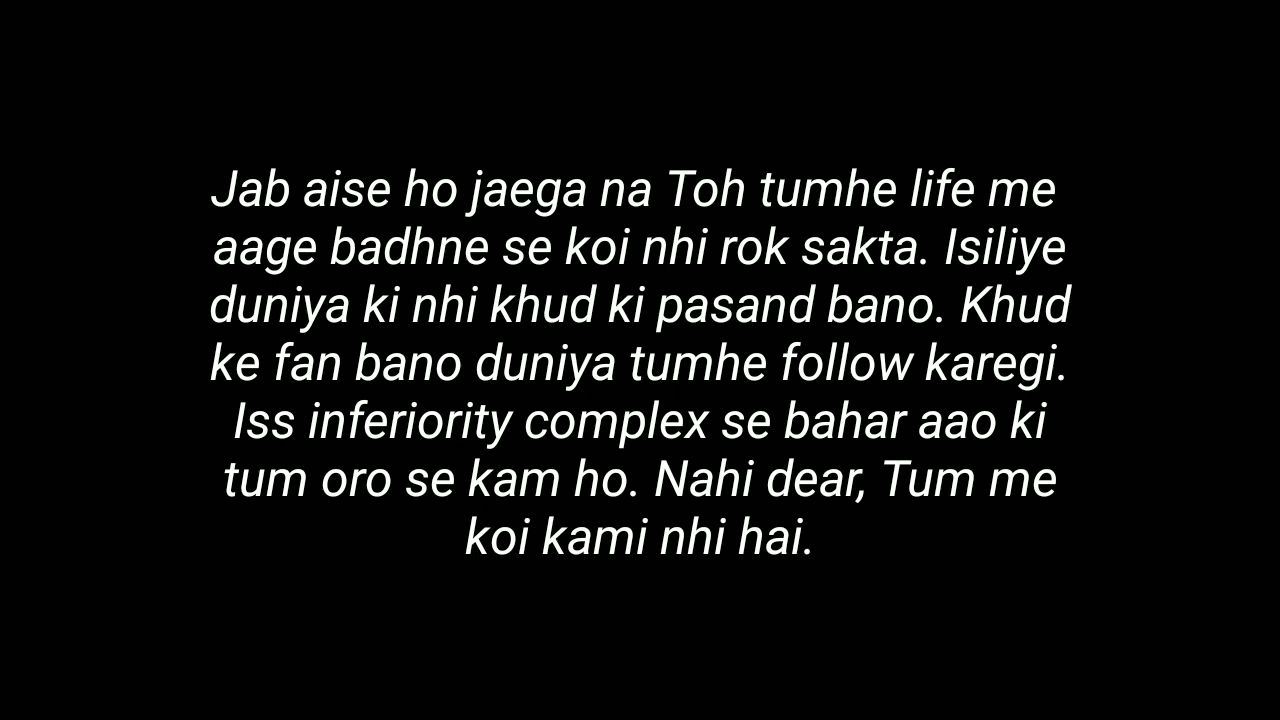 Jab aise ho jaega na Toh tumhe life me
aage badhne se koi nhi rok sakta. Isiliye
duniya ki nhi khud ki pasand bano. Khud
ke fan bano duniya tumhe follow karegi.
Iss inferiority complex se bahar aao ki
tum oro se kam ho. Nahi dear, Tum me
koi kami nhi hai.